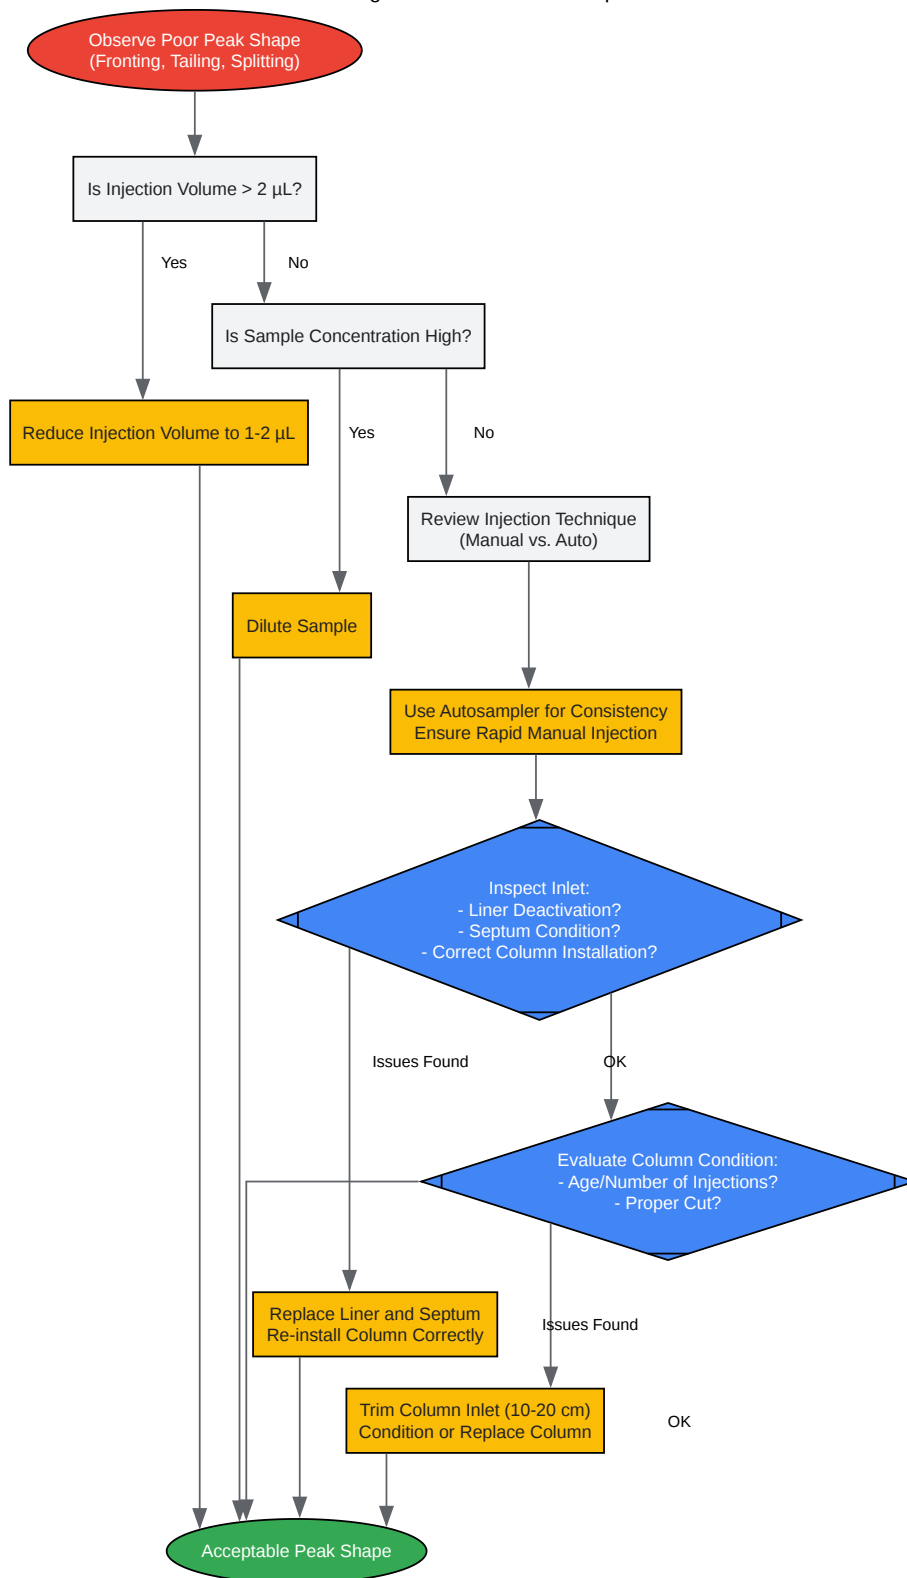 Observe Poor Peak Shape
(Fronting, Tailing, Splitting)
Is Injection Volume > 2 µL?
Yes
No
Is Sample Concentration High?
Reduce Injection Volume to 1-2 µL
Yes
No
Review Injection Technique
(Manual vs. Auto)
Dilute Sample
Use Autosampler for Consistency
Ensure Rapid Manual Injection
Inspect Inlet:
- Liner Deactivation?
- Septum Condition?
- Correct Column Installation?
Issues Found
OK
Evaluate Column Condition:
- Age/Number of Injections?
- Proper Cut?
Replace Liner and Septum
Re-install Column Correctly
Issues Found
Trim Column Inlet (10-20 cm)
Condition or Replace Column
OK
Acceptable Peak Shape